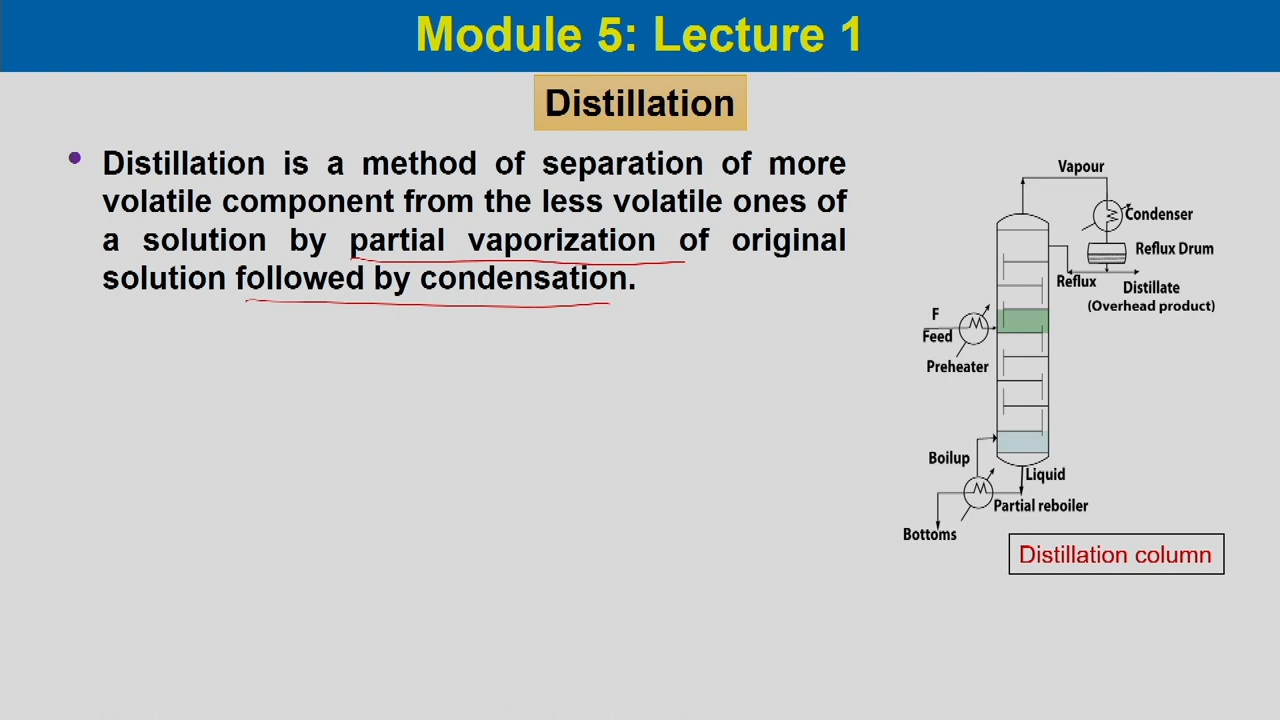 Module 5: Lecture 1
Distillation
• Distillation is a method of separation of more
volatile component from the less volatile ones of
a solution by partial vaporization of original
solution followed by condensation.
Vapour
Condenser
Reflux Drum
Reflux
Distillate
(Overhead product)
F
Feed
Preheater
Boilup
Liquid
Partial reboiler
Bottoms
Distillation column